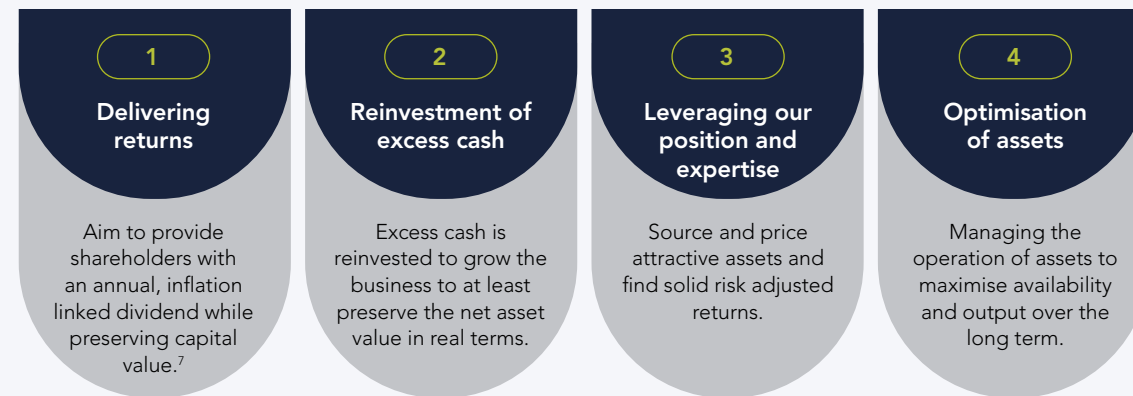 1
Delivering
returns
Aim to provide
shareholders with
an annual, inflation
linked dividend while
preserving capital
value.7
2
Reinvestment of
excess cash
Excess cash is
reinvested to grow the
business to at least
preserve the net asset
value in real terms.
3
Leveraging our
position and
expertise
Source and price
attractive assets and
find solid risk adjusted
returns.
4
Optimisation
of assets
Managing the
operation of assets to
maximise availability
and output over the
long term.